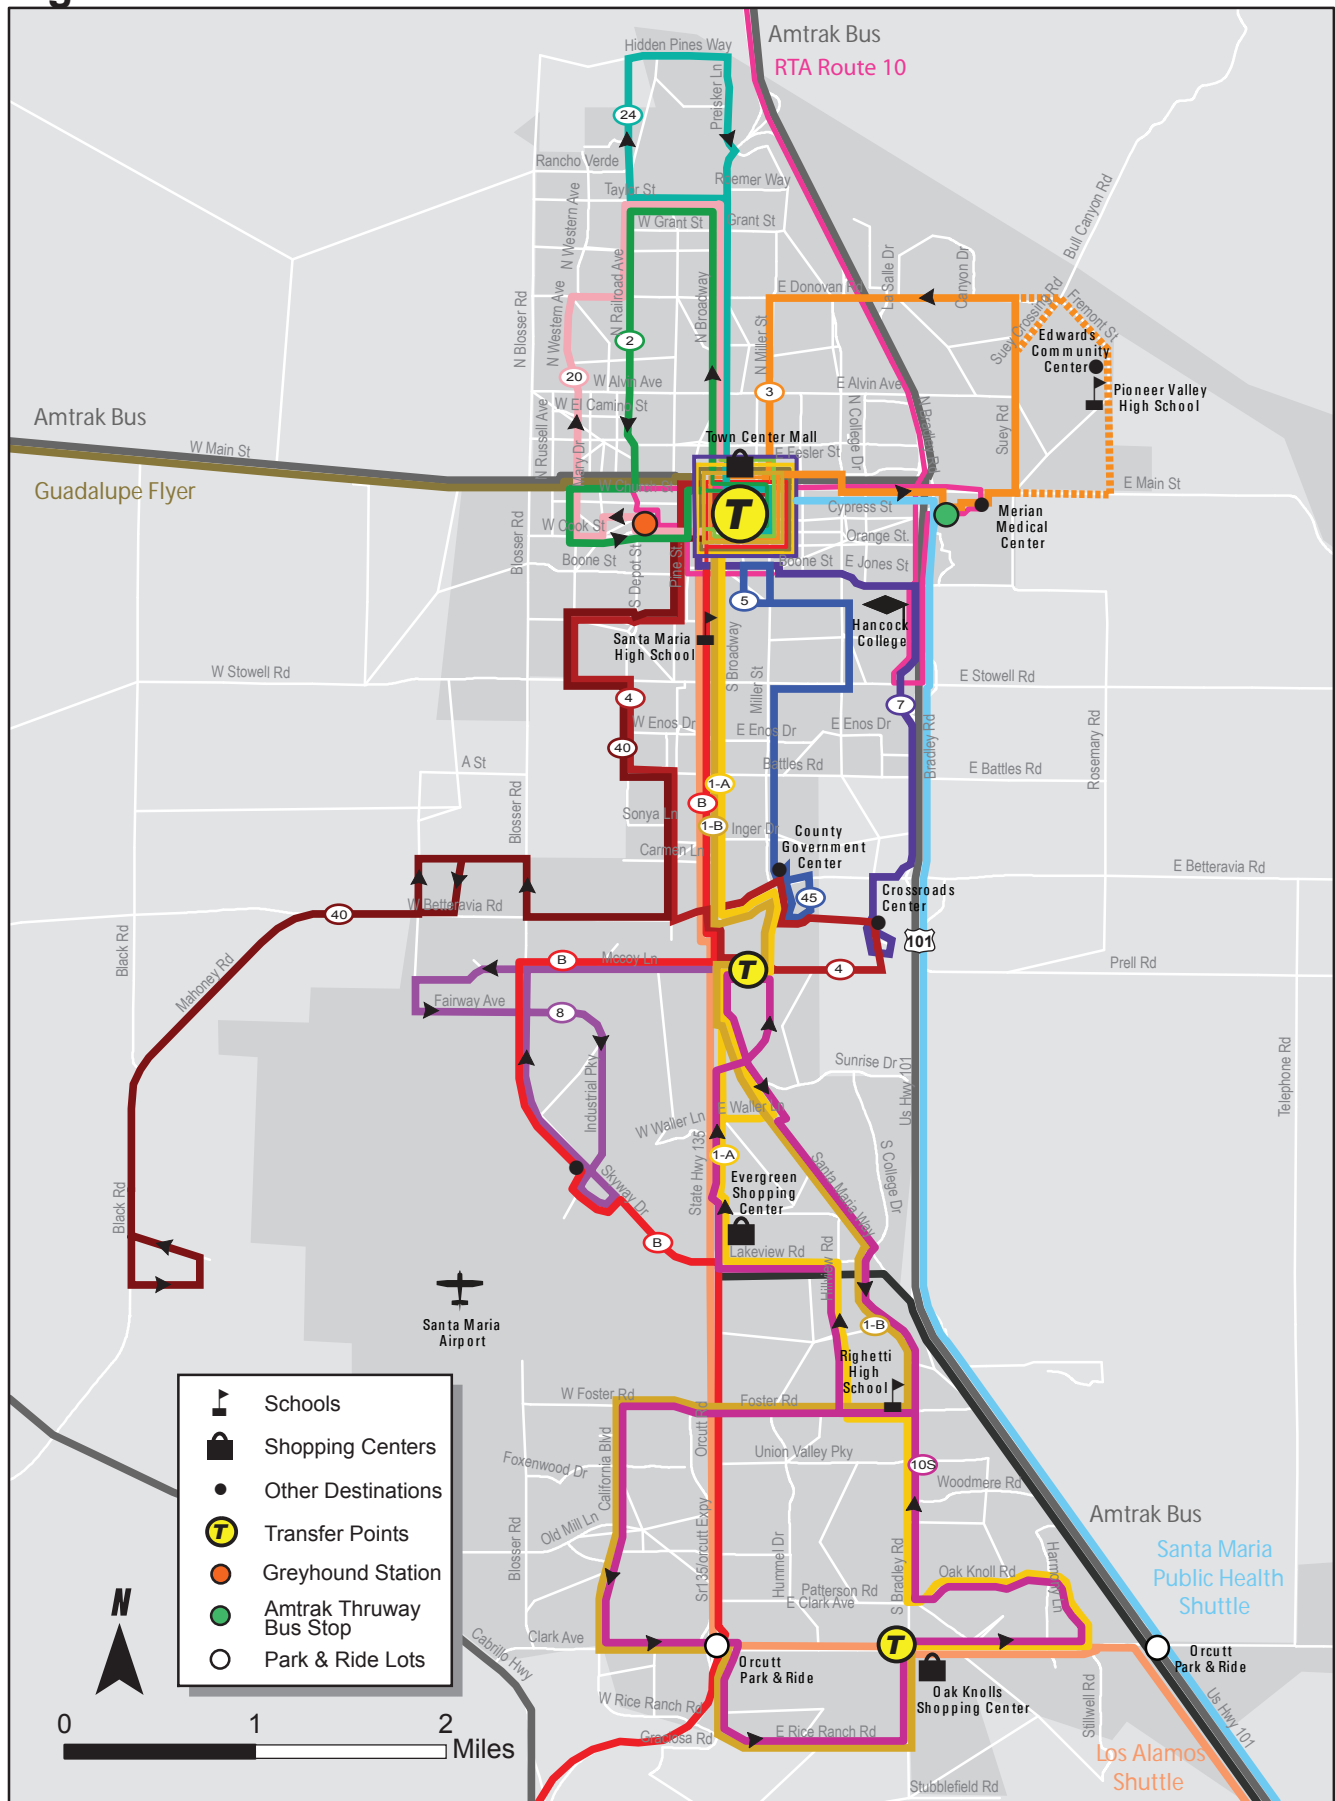 Amtrak Bus
RTA Route 10
Hidden Pines Way
Preisker Ln
24
Rancho Verde
Roemer Way
Taylor St
W Grant St
Grant St
N Western Ave
La Salle Dr
Canyon Dr
Bull Canyon Rd
N Railroad Ave
N Broadway
E Donovan Rd
Suey Crossing Rd
Fremont St
N Blosser Rd
N Western Ave
N Miller St
2
Edwards
Community
Center
20
W Alvin Ave
3
E Alvin Ave
Pioneer Valley
High School
Amtrak Bus
W Main St
N Russell Ave
Mary Dr
Town Center Mall
N College Dr
N Bradley Rd
Suey Rd
E Fesler St
Guadalupe Flyer
W Church St
E Main St
T
Cypress St
Merian
Medical
Center
Blosser Rd
W Cook St
Orange St.
Boone St
S Depot St
Pine St
Boone St
E Jones St
5
Hancock
College
Santa Maria
High School
S Broadway
Miller St
W Stowell Rd
E Stowell Rd
4
7
W Enos Dr
E Enos Dr
E Enos Dr
40
Bradley Rd
Rosemary Rd
A St
Battles Rd
E Battles Rd
1-A
Blosser Rd
B
Sonya Ln
1-B
Inger Dr
Carmen Ln
County
Government
Center
E Betteravia Rd
W Betteravia Rd
45
Crossroads
Center
40
Black Rd
101
Mahoney Rd
B
Mccoy Ln
T
4
Prell Rd
Fairway Ave
8
Industrial Pky
Sunrise Dr
Us Hwy 101
Telephone Rd
E Waller Ln
W Waller Ln
State Hwy 135
1-A
Santa Maria Way
S College Dr
Black Rd
Skyway Dr
Evergreen
Shopping
Center
B
Lakeview Rd
Hillview Rd
Santa Maria
Airport
1-B
Righetti
High
School
W Foster Rd
Foster Rd
Schools
Shopping Centers
Other Destinations
T
Transfer Points
Greyhound Station
Amtrak Thruway
Bus Stop
Park & Ride Lots
Orcutt Rd
Foxenwood Dr
California Blvd
Union Valley Pky
10S
Woodmere Rd
Old Mill Ln
Blosser Rd
Sr135/orcutt Expy
Hummel Dr
S Bradley Rd
Oak Knoll Rd
Harmony Ln
Patterson Rd
E Clark Ave
Amtrak Bus
Santa Maria
Public Health
Shuttle
N
Cabrillo Hwy
Clark Ave
T
Orcutt
Park & Ride
Orcutt
Park & Ride
Oak Knolls
Shopping Center
W Rice Ranch Rd
Graciosa Rd
E Rice Ranch Rd
Stillwell Rd
Us Hwy 101
Los Alamos
Shuttle
Stubblefield Rd
0
1
2
Miles